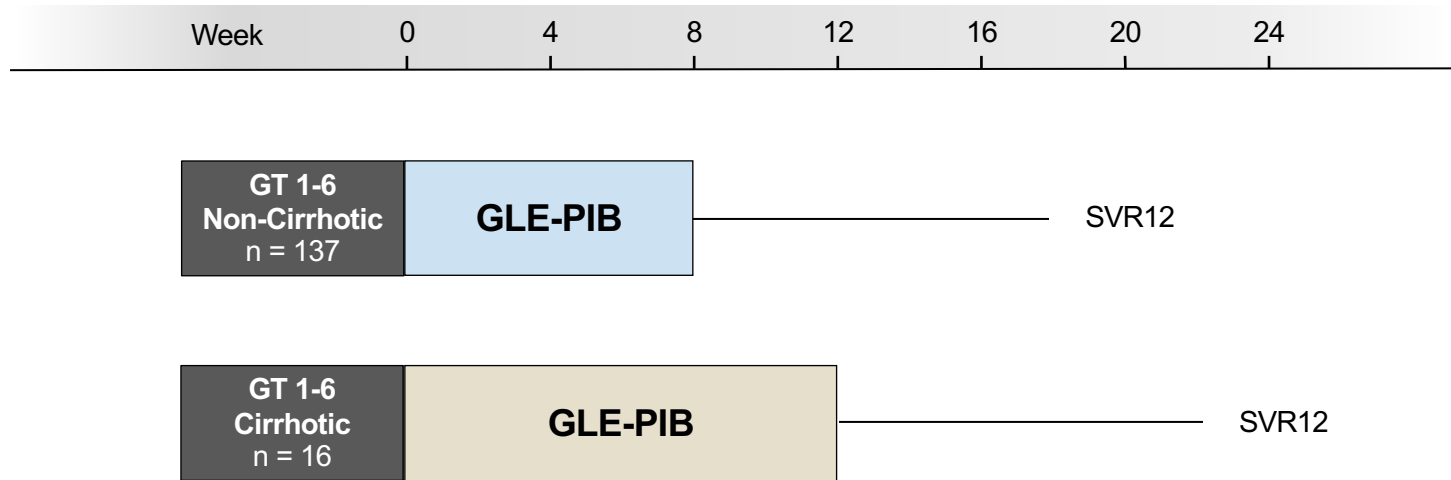 Week 0 4 8 12 16 20 24
GT 1-6
Non-Cirrhotic
n = 137
GLE-PIB
SVR12
GT 1-6
Cirrhotic
n = 16
GLE-PIB
SVR12